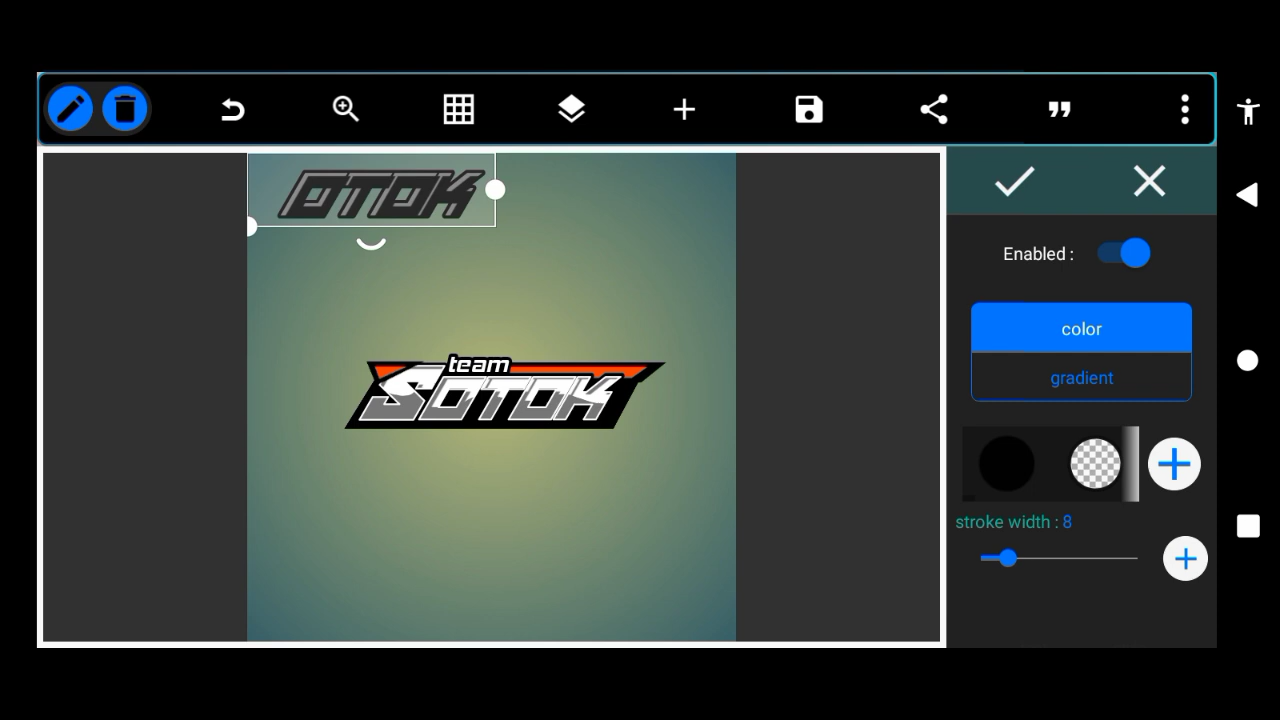 OTOK
Enabled :
color
team
SOTOK
gradient
stroke width : 8